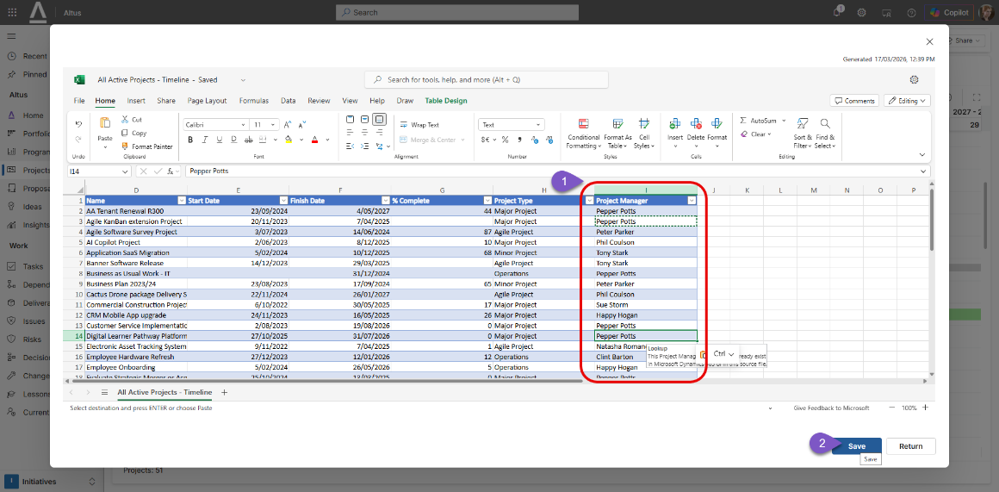 Altus
Search
1
Copilot
Share
Recent
Pinned
Altus
Home
Portfolio
Program
Projects
Proposa
Ideas
Insights
Work
Tasks
Depend
Delivera
Issues
Risks
Decision
Change
Lessons
Current
I
Initiatives
2027 - 2
29
Projects: 51
Generated 17/03/2026, 12:39 PM
All Active Projects - Timeline - Saved
Search for tools, help, and more (Alt + Q)
File Home Insert Share Page Layout Formulas Data Review View Help Draw Table Design
Comments Editing
Paste Cut Copy Format Painter
Calibri 11
B I U D ab A
Wrap Text
Merge & Center
Text
$€ % 9
Conditional Formatting Format As Table Cell Styles
Insert Delete Format
AutoSum
Clear
Sort & Filter Find & Select
Undo Clipboard Font Alignment Number Styles Cells Editing
I14 fx Pepper Potts
D E F G H I J K L M N O P
1 Name Start Date Finish Date % Complete Project Type Project Manager
2 AA Tenant Renewal R300 23/09/2024 4/05/2027 44 Major Project Pepper Potts
3 Agile KanBan extension Project 20/11/2023 7/04/2025 Major Project Pepper Potts
4 Agile Software Survey Project 3/07/2023 14/06/2024 87 Agile Project Peter Parker
5 AI Copilot Project 2/06/2023 8/12/2025 10 Major Project Phil Coulson
6 Application SaaS Migration 5/02/2024 10/12/2025 68 Minor Project Tony Stark
7 Banner Software Release 14/12/2023 29/03/2025 Agile Project Tony Stark
8 Business as Usual Work - IT 31/12/2024 Operations Pepper Potts
9 Business Plan 2023/24 23/08/2023 17/09/2024 65 Minor Project Peter Parker
10 Cactus Drone package Delivery S 22/11/2024 26/01/2027 Agile Project Phil Coulson
11 Commercial Construction Project 6/10/2022 30/05/2025 17 Major Project Sue Storm
12 CRM Mobile App upgrade 24/11/2023 16/05/2025 26 Major Project Happy Hogan
13 Customer Service Implementatic 2/08/2023 19/08/2026 0 Major Project Pepper Potts
14 Digital Learner Pathway Platform 27/10/2025 31/07/2026 0 Major Project Pepper Potts
15 Electronic Asset Tracking System 9/11/2022 7/04/2025 1 Agile Project Natasha Roman
16 Employee Hardware Refresh 27/12/2023 12/01/2026 12 Operations Clint Barton
17 Employee Onboarding 5/02/2024 26/05/2025 Operations Happy Hogan
18 Evaluate Strategic Merger or Acq 25/10/2024 13/03/2025 0 Major Project Pepper Potts
Lookup
This Project Manag
ready exist
in Microsoft Dynamics
in this source file.
Ctrl
All Active Projects - Timeline
Select destination and press ENTER or choose Paste
Give Feedback to Microsoft
100%
1
2
Save
Return
Save